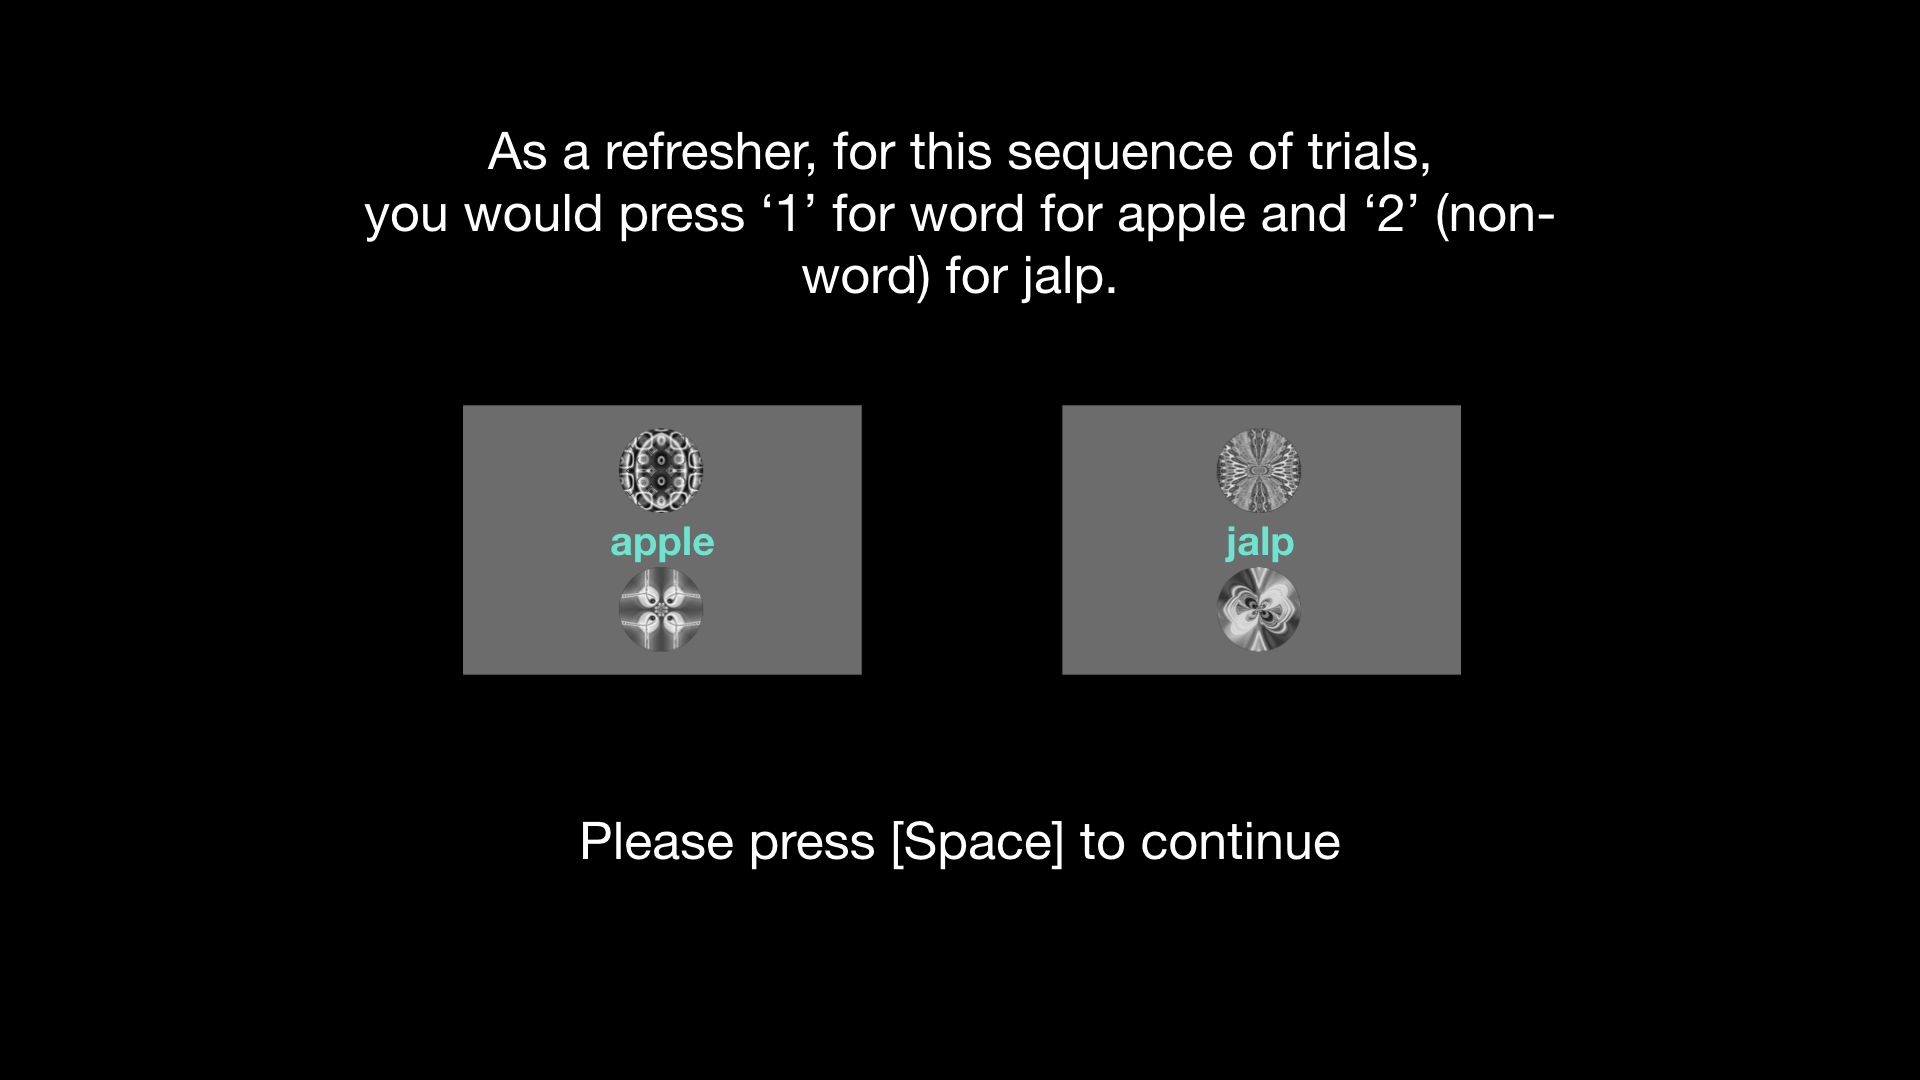 As a refresher, for this sequence of trials,
you would press ‘1’ for word for apple and ‘2’ (non-
word) for jalp.
apple
jalp
Please press [Space] to continue